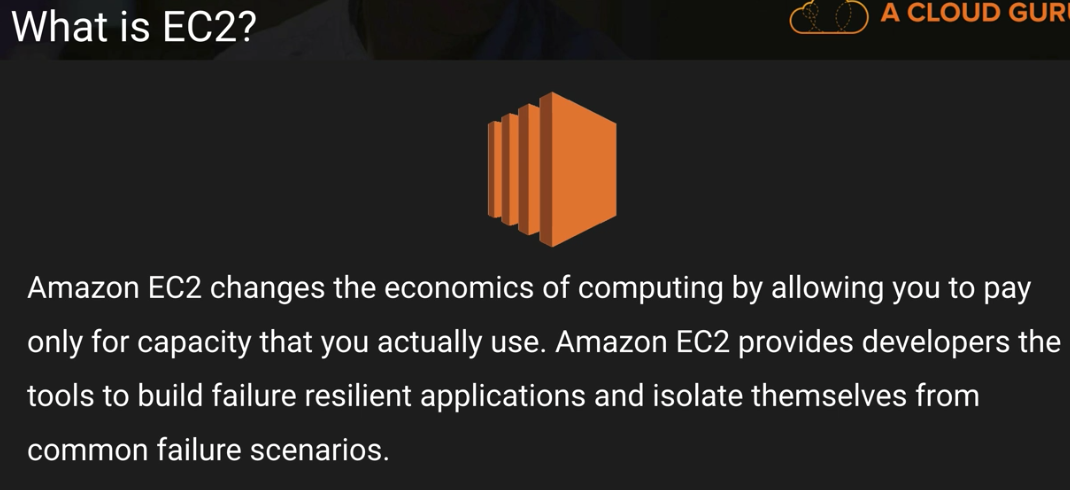 What is EC2?
A CLOUD GURU
Amazon EC2 changes the economics of computing by allowing you to pay
only for capacity that you actually use. Amazon EC2 provides developers the
tools to build failure resilient applications and isolate themselves from
common failure scenarios.